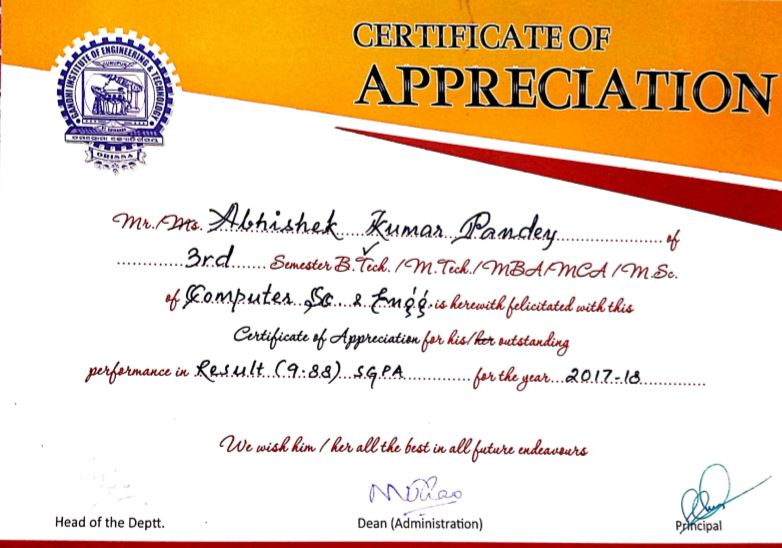 CERTIFICATE OF
APPRECIATION
GANDHI INSTITUTE OF ENGINEERING & TECHNOLOGY
GUNUPUR
ORISSA
Mr./Ms. Abhishek Kumar Pandey of
3rd Semester B.Tech./M.Tech./MBA/MCA/M.Sc.
of Computer Sc. & Engg. is herewith felicitated with this
Certificate of Appreciation for his/her outstanding
performance in Result (9.88) SGPA for the year 2017-18
We wish him / her all the best in all future endeavours
Head of the Deptt.
Dean (Administration)
Principal